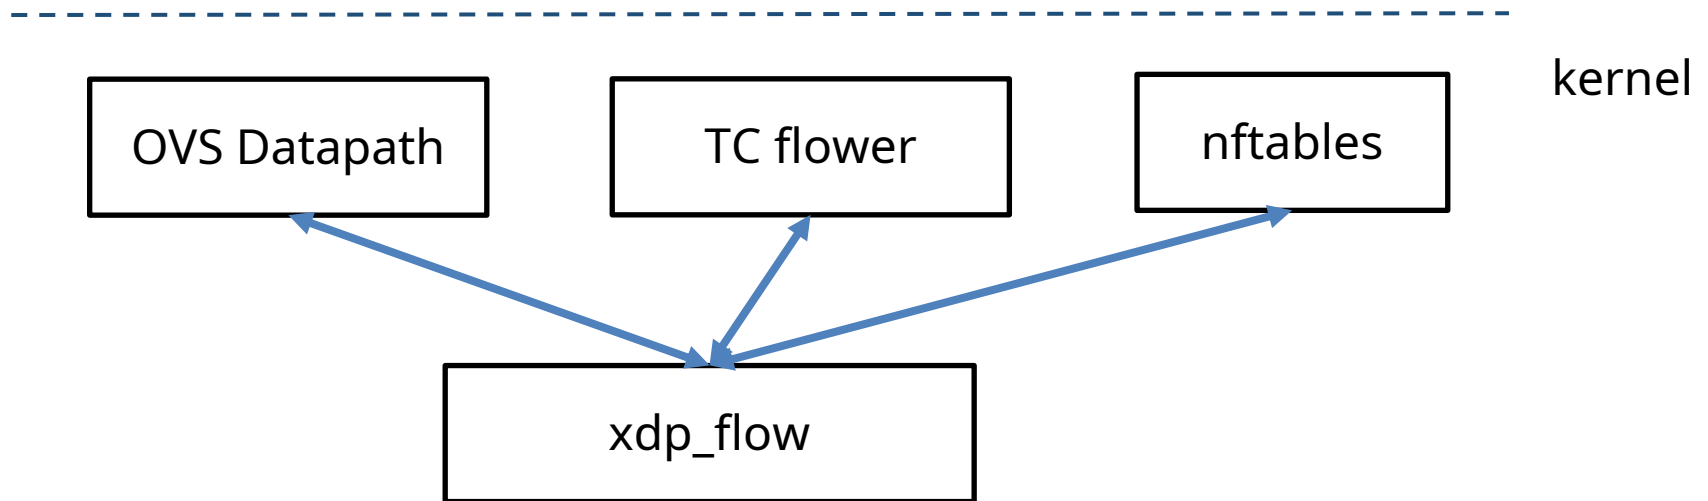 kernel
OVS Datapath
TC flower
nftables
xdp_flow